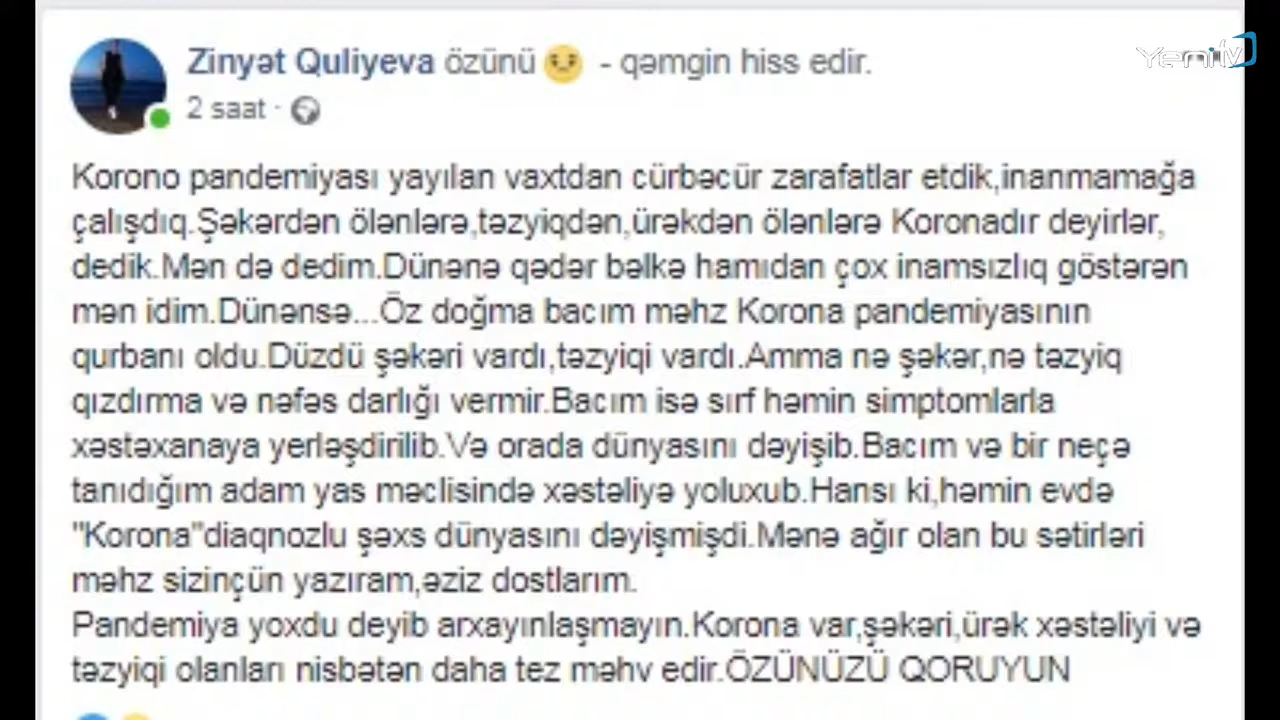 Yeni tv
Zinyət Quliyeva özünü - qəmgin hiss edir.
2 saat ·
Korono pandemiyası yayılan vaxtdan cürbəcür zarafatlar etdik,inanmamağa
çalışdıq.Şəkərdən ölənlərə,təzyiqdən,ürəkdən ölənlərə Koronadır deyirlər,
dedik.Mən də dedim.Dünənə qədər bəlkə hamıdan çox inamsızlıq göstərən
mən idim.Dünənsə...Öz doğma bacım məhz Korona pandemiyasının
qurbanı oldu.Düzdü şəkəri vardı,təzyiqi vardı.Amma nə şəkər,nə təzyiq
qızdırma və nəfəs darlığı vermir.Bacım isə sırf həmin simptomlarla
xəstəxanaya yerləşdirilib.Və orada dünyasını dəyişib.Bacım və bir neçə
tanıdığım adam yas məclisində xəstəliyə yoluxub.Hansı ki,həmin evdə
"Korona"diaqnozlu şəxs dünyasını dəyişmişdi.Mənə ağır olan bu sətirləri
məhz sizinçün yazıram,əziz dostlarım.
Pandemiya yoxdu deyib arxayınlaşmayın.Korona var,şəkəri,ürək xəstəliyi və
təzyiqi olanları nisbətən daha tez məhv edir.ÖZÜNÜZÜ QORUYUN